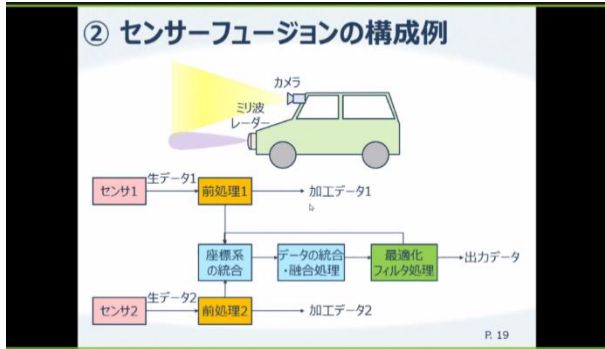 ② センサーフュージョンの構成例
カメラ
ミリ波
レーダー
センサ1
生データ1
前処理1
加工データ1
座標系
の統合
データの統合
・融合処理
最適化
フィルタ処理
出力データ
センサ2
生データ2
前処理2
加工データ2
P. 19